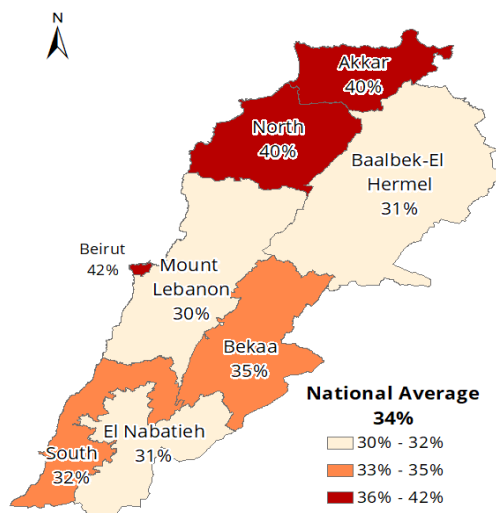 N
Akkar
40%
North
40%
Baalbek-El
Hermel
31%
Beirut
42%
Mount
Lebanon
30%
Bekaa
35%
National Average
34%
30% - 32%
33% - 35%
36% - 42%
El Nabatieh
31%
South
32%